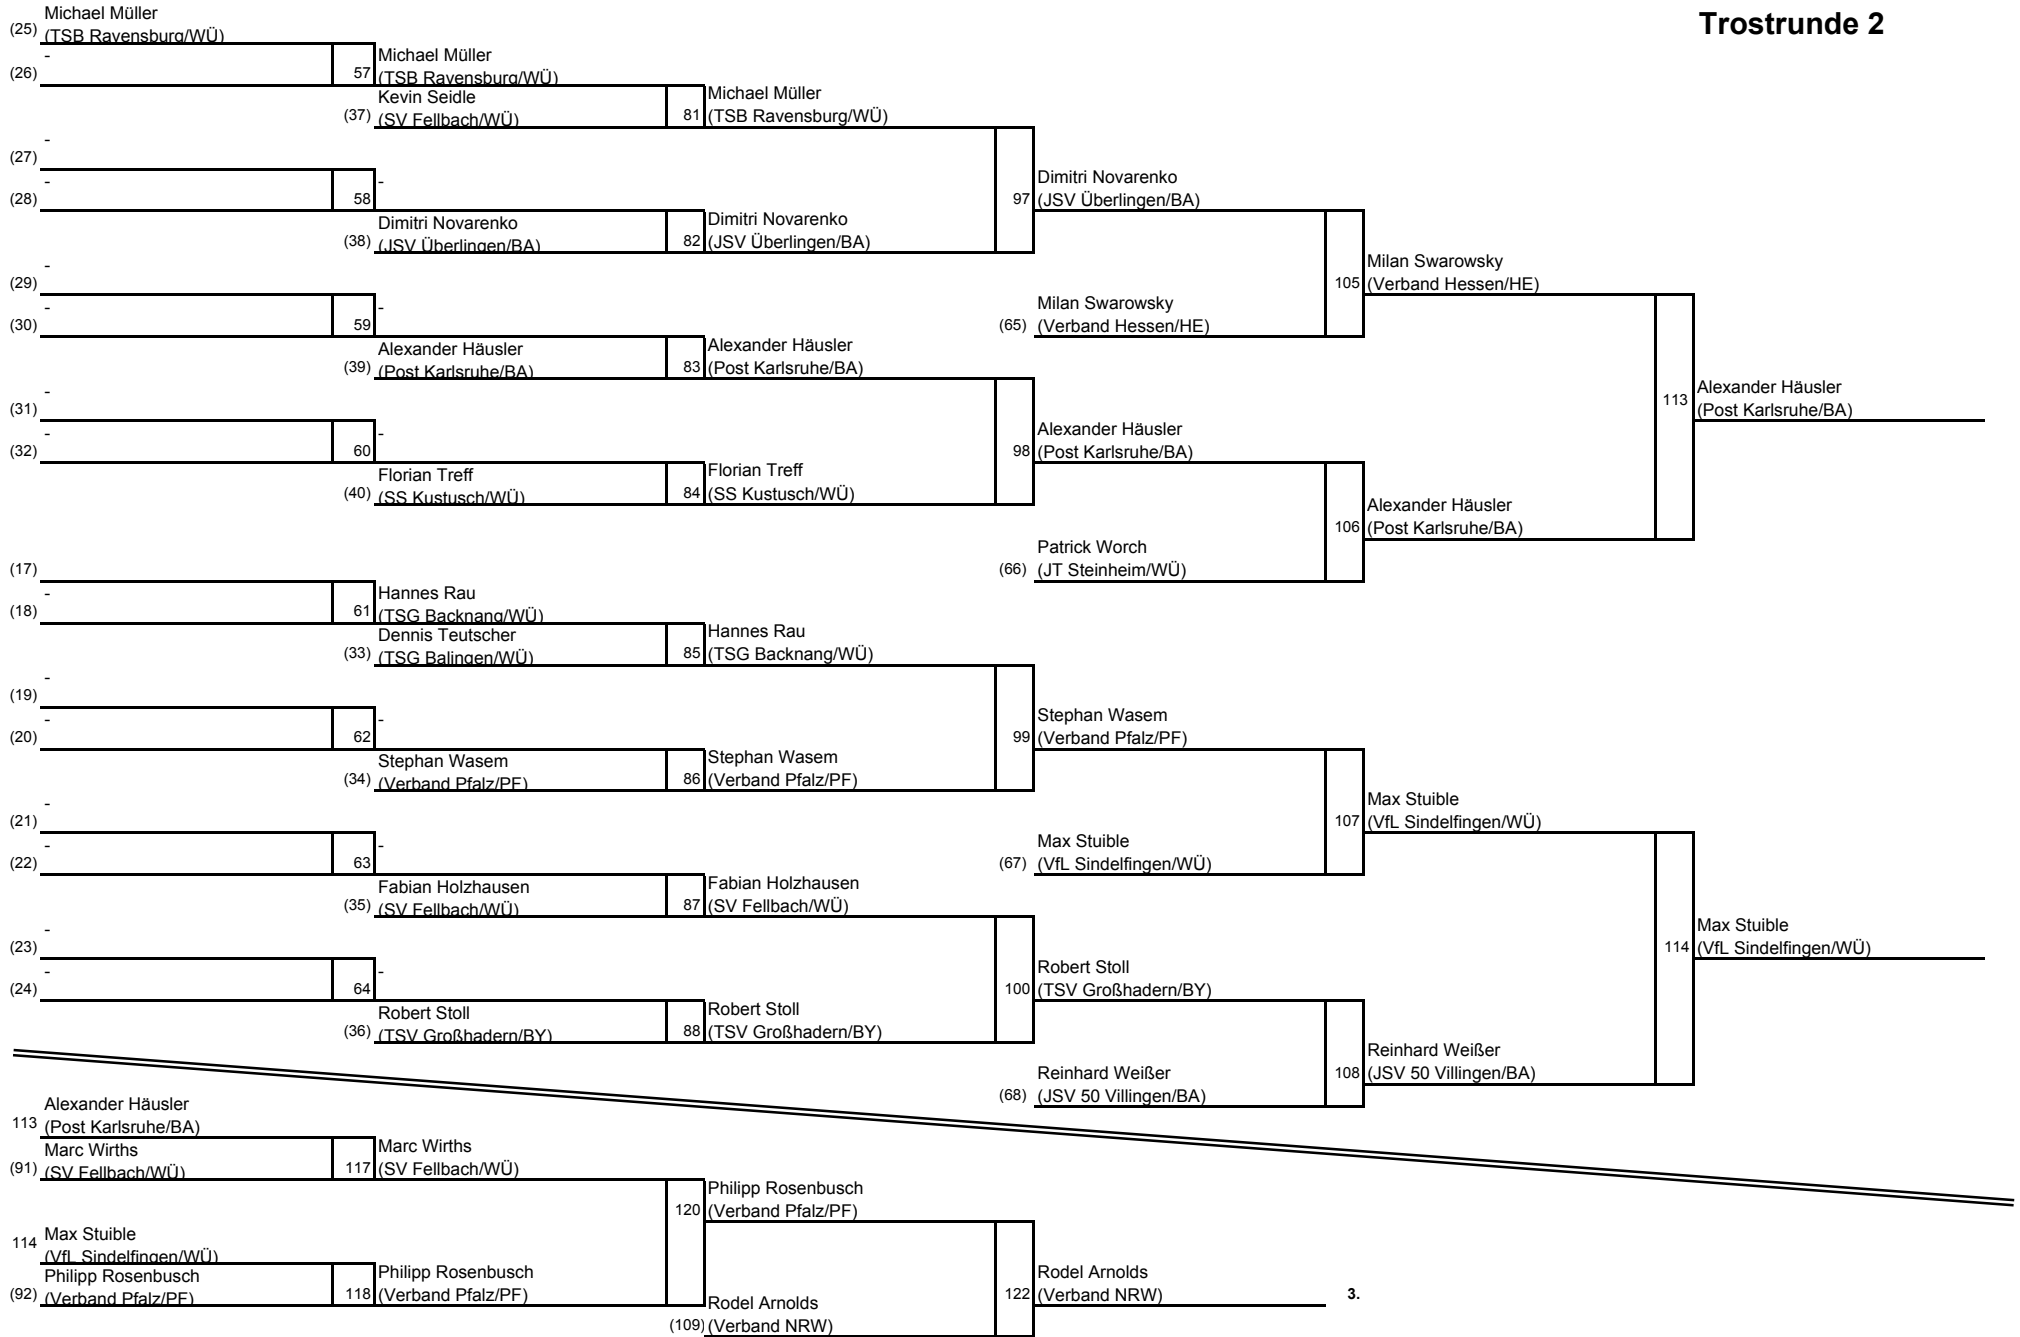 Trostrunde 2
Michael Müller
(25) (TSB Ravensburg/WÜ)
-
Michael Müller
(26) 57 (TSB Ravensburg/WÜ)
Kevin Seidle
Michael Müller
(37) (SV Fellbach/WÜ) 81 (TSB Ravensburg/WÜ)
-
(27)
- -
Dimitri Novarenko
(28) 58 97 (JSV Überlingen/BA)
Dimitri Novarenko Dimitri Novarenko
(38) (JSV Überlingen/BA) 82 (JSV Überlingen/BA)
-
Milan Swarowsky
(29) 105 (Verband Hessen/HE)
- -
Milan Swarowsky
(30) 59 (65) (Verband Hessen/HE)
Alexander Häusler Alexander Häusler
(39) (Post Karlsruhe/BA) 83 (Post Karlsruhe/BA)
-
Alexander Häusler
(31) 113 (Post Karlsruhe/BA)
- -
Alexander Häusler
(32) 60 98 (Post Karlsruhe/BA)
Florian Treff Florian Treff
(40) (SS Kustusch/WÜ) 84 (SS Kustusch/WÜ)
Alexander Häusler
106 (Post Karlsruhe/BA)
Patrick Worch
(17) (66) (JT Steinheim/WÜ)
-
Hannes Rau
(18) 61 (TSG Backnang/WÜ)
Dennis Teutscher Hannes Rau
(33) (TSG Balingen/WÜ) 85 (TSG Backnang/WÜ)
-
(19)
- -
Stephan Wasem
(20) 62 99 (Verband Pfalz/PF)
Stephan Wasem Stephan Wasem
(34) (Verband Pfalz/PF) 86 (Verband Pfalz/PF)
-
Max Stuible
(21) 107 (VfL Sindelfingen/WÜ)
- -
Max Stuible
(22) 63 (67) (VfL Sindelfingen/WÜ)
Fabian Holzhausen Fabian Holzhausen
(35) (SV Fellbach/WÜ) 87 (SV Fellbach/WÜ)
-
Max Stuible
(23) 114 (VfL Sindelfingen/WÜ)
- -
Robert Stoll
(24) 64 100 (TSV Großhadern/BY)
Robert Stoll Robert Stoll
(36) (TSV Großhadern/BY) 88 (TSV Großhadern/BY)
Reinhard Weißer
108 (JSV 50 Villingen/BA)
Reinhard Weißer
(68) (JSV 50 Villingen/BA)
Alexander Häusler
113 (Post Karlsruhe/BA)
Marc Wirths Marc Wirths
(91) (SV Fellbach/WÜ) 117 (SV Fellbach/WÜ)
Philipp Rosenbusch
120 (Verband Pfalz/PF)
Max Stuible
114 (VfL Sindelfingen/WÜ)
Philipp Rosenbusch Philipp Rosenbusch Rodel Arnolds
(92) (Verband Pfalz/PF) 118 (Verband Pfalz/PF) 122 (Verband NRW) 3.
Rodel Arnolds
(109) (Verband NRW)